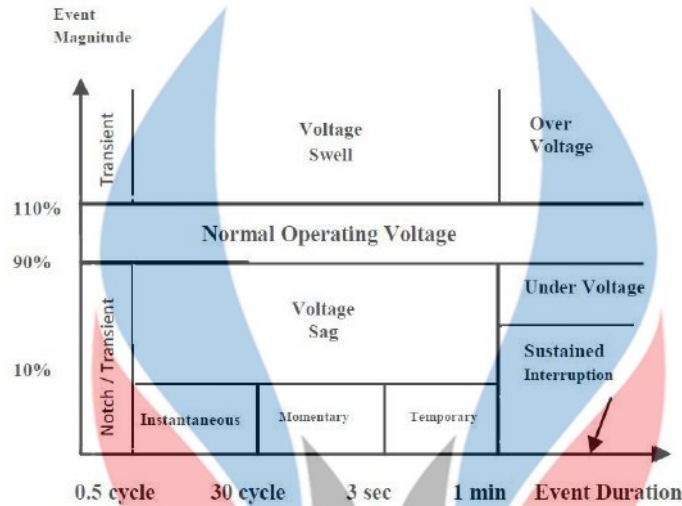 Event
Magnitude
Transient
Voltage
Swell
Over
Voltage
110%
Normal Operating Voltage
90%
Notch / Transient
Voltage
Sag
Under Voltage
10%
Sustained
Interruption
Instantaneous
Momentary
Temporary
0.5 cycle
30 cycle
3 sec
1 min
Event Duration